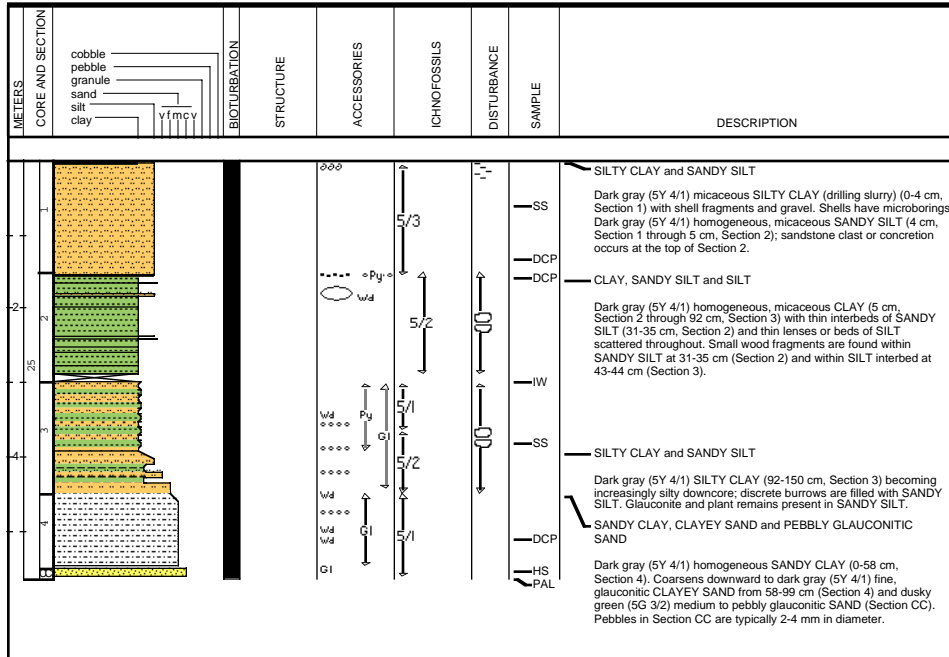 METERS
CORE AND SECTION
cobble
pebble
granule
sand
silt
clay
v f m c v
BIOTURBATION
STRUCTURE
ACCESSORIES
ICHNOFOSSILS
DISTURBANCE
SAMPLE
DESCRIPTION
25
1
2
3
4
2
4
Py
Wd
Wd
Py
Gl
Wd
Wd
Wd
Gl
Gl
5/3
5/2
5/1
5/2
5/1
SS
DCP
DCP
IW
SS
DCP
HS
PAL
SILTY CLAY and SANDY SILT
Dark gray (5Y 4/1) micaceous SILTY CLAY (drilling slurry) (0-4 cm,
Section 1) with shell fragments and gravel. Shells have microborings
Dark gray (5Y 4/1) homogeneous, micaceous SANDY SILT (4 cm,
Section 1 through 5 cm, Section 2); sandstone clast or concretion
occurs at the top of Section 2.
CLAY, SANDY SILT and SILT
Dark gray (5Y 4/1) homogeneous, micaceous CLAY (5 cm,
Section 2 through 92 cm, Section 3) with thin interbeds of SANDY
SILT (31-35 cm, Section 2) and thin lenses or beds of SILT
scattered throughout. Small wood fragments are found within
SANDY SILT at 31-35 cm (Section 2) and within SILT interbed at
43-44 cm (Section 3).
SILTY CLAY and SANDY SILT
Dark gray (5Y 4/1) SILTY CLAY (92-150 cm, Section 3) becoming
increasingly silty downcore; discrete burrows are filled with SANDY
SILT. Glauconite and plant remains present in SANDY SILT.
SANDY CLAY, CLAYEY SAND and PEBBLY GLAUCONITIC
SAND
Dark gray (5Y 4/1) homogeneous SANDY CLAY (0-58 cm,
Section 4). Coarsens downward to dark gray (5Y 4/1) fine,
glauconitic CLAYEY SAND from 58-99 cm (Section 4) and dusky
green (5G 3/2) medium to pebbly glauconitic SAND (Section CC).
Pebbles in Section CC are typically 2-4 mm in diameter.